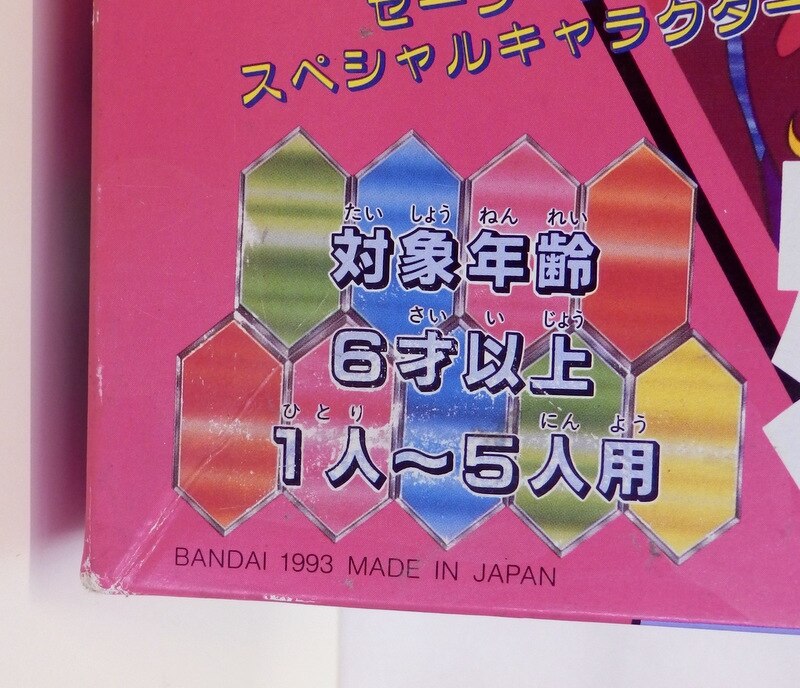 スペシャルキャラクター
たいしょうねんれい
対象年齢
さいいじょう
6才以上
ひとり にんよう
1人～5人用
BANDAI 1993 MADE IN JAPAN